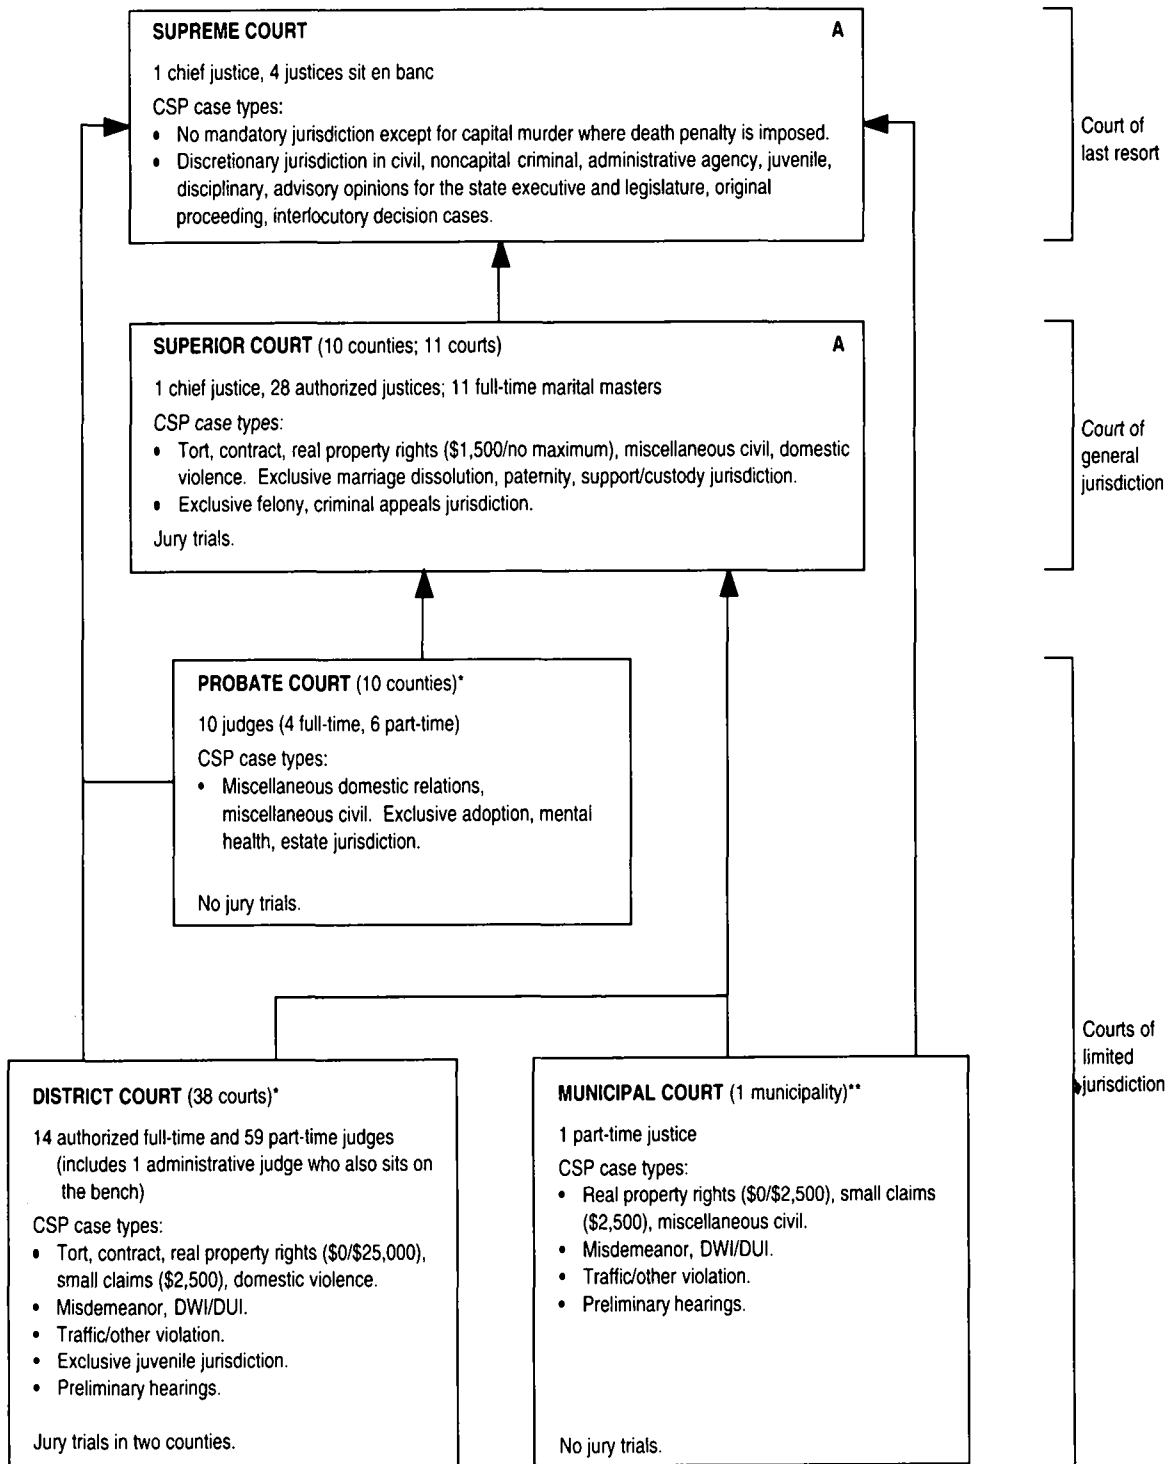 SUPREME COURT A
1 chief justice, 4 justices sit en banc
CSP case types:
• No mandatory jurisdiction except for capital murder where death penalty is imposed.
• Discretionary jurisdiction in civil, noncapital criminal, administrative agency, juvenile,
disciplinary, advisory opinions for the state executive and legislature, original
proceeding, interlocutory decision cases.
Court of
last resort
SUPERIOR COURT (10 counties; 11 courts) A
1 chief justice, 28 authorized justices; 11 full-time marital masters
CSP case types:
• Tort, contract, real property rights ($1,500/no maximum), miscellaneous civil, domestic
violence. Exclusive marriage dissolution, paternity, support/custody jurisdiction.
• Exclusive felony, criminal appeals jurisdiction.
Jury trials.
Court of
general
jurisdiction
PROBATE COURT (10 counties)*
10 judges (4 full-time, 6 part-time)
CSP case types:
• Miscellaneous domestic relations,
miscellaneous civil. Exclusive adoption, mental
health, estate jurisdiction.
No jury trials.
Courts of
limited
jurisdiction
DISTRICT COURT (38 courts)*
14 authorized full-time and 59 part-time judges
(includes 1 administrative judge who also sits on
the bench)
CSP case types:
• Tort, contract, real property rights ($0/$25,000),
small claims ($2,500), domestic violence.
• Misdemeanor, DWI/DUI.
• Traffic/other violation.
• Exclusive juvenile jurisdiction.
• Preliminary hearings.
Jury trials in two counties.
MUNICIPAL COURT (1 municipality)**
1 part-time justice
CSP case types:
• Real property rights ($0/$2,500), small claims
($2,500), miscellaneous civil.
• Misdemeanor, DWI/DUI.
• Traffic/other violation.
• Preliminary hearings.
No jury trials.